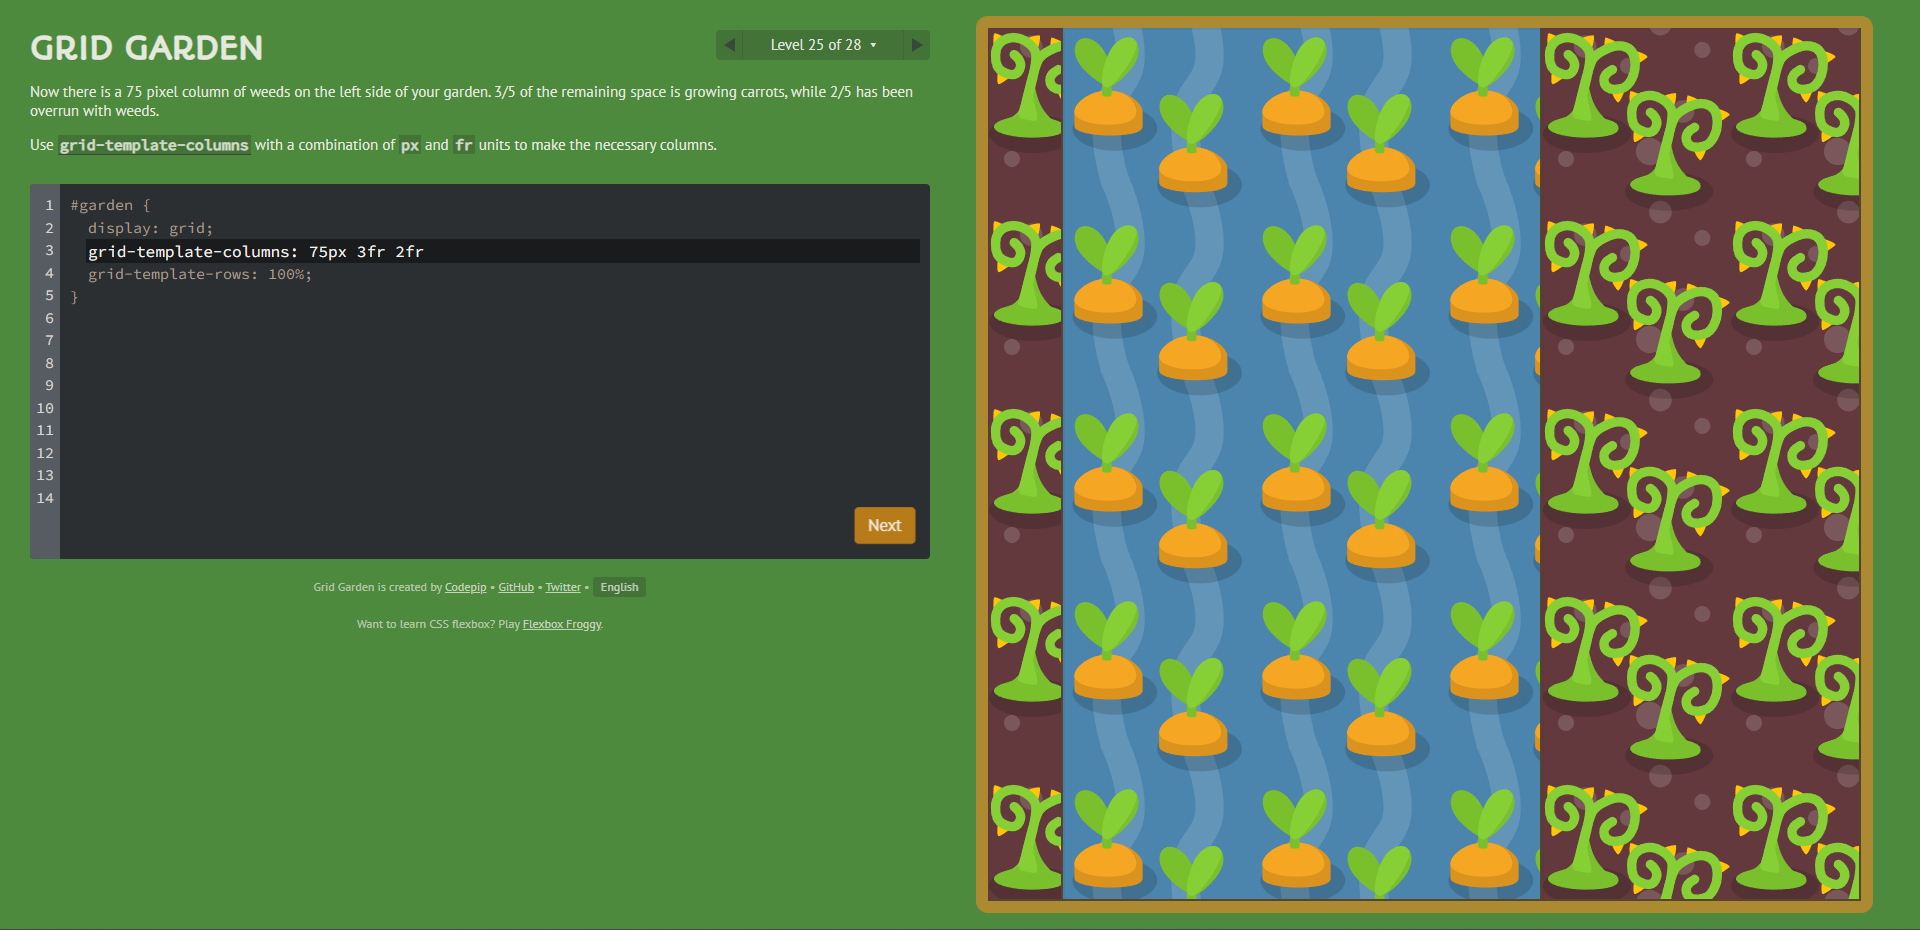 GRID GARDEN
◀ Level 25 of 28 ▾ ▶
Now there is a 75 pixel column of weeds on the left side of your garden. 3/5 of the remaining space is growing carrots, while 2/5 has been
overrun with weeds.
Use grid-template-columns with a combination of px and fr units to make the necessary columns.
1 #garden {
2 display: grid;
3 grid-template-columns: 75px 3fr 2fr
4 grid-template-rows: 100%;
5 }
6
7
8
9
10
11
12
13
14
Next
Grid Garden is created by Codepip • GitHub • Twitter • English
Want to learn CSS flexbox? Play Flexbox Froggy.